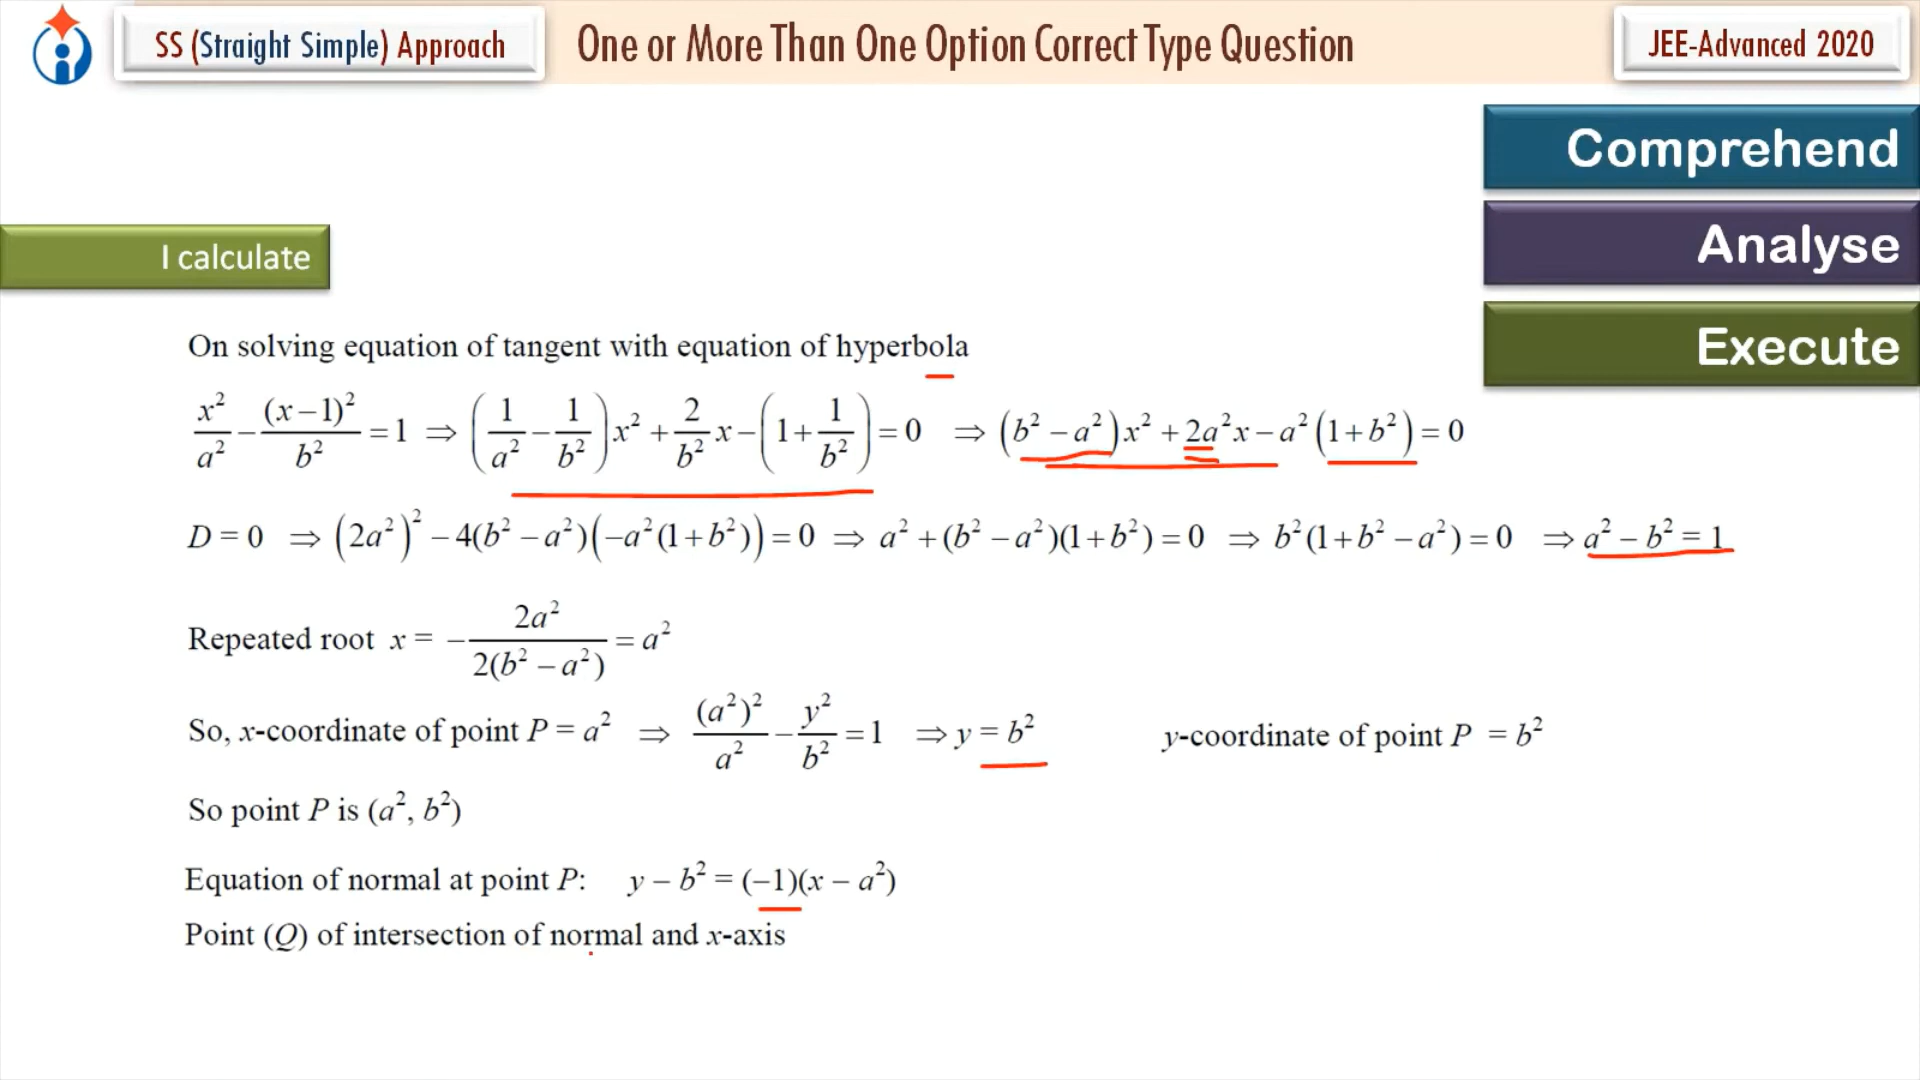 SS (Straight Simple) Approach
One or More Than One Option Correct Type Question
JEE-Advanced 2020
Comprehend
Analyse
Execute
I calculate
On solving equation of tangent with equation of hyperbola
x²/a² − (x−1)²/b² = 1 ⇒ (1/a² − 1/b²)x² + 2/b² x − (1 + 1/b²) = 0 ⇒ (b² − a²)x² + 2a²x − a²(1 + b²) = 0
D = 0 ⇒ (2a²)² − 4(b² − a²)(−a²(1 + b²)) = 0 ⇒ a² + (b² − a²)(1 + b²) = 0 ⇒ b²(1 + b² − a²) = 0 ⇒ a² − b² = 1
Repeated root x = − 2a²/2(b² − a²) = a²
So, x-coordinate of point P = a² ⇒ (a²)²/a² − y²/b² = 1 ⇒ y = b² y-coordinate of point P = b²
So point P is (a², b²)
Equation of normal at point P: y − b² = (−1)(x − a²)
Point (Q) of intersection of normal and x-axis